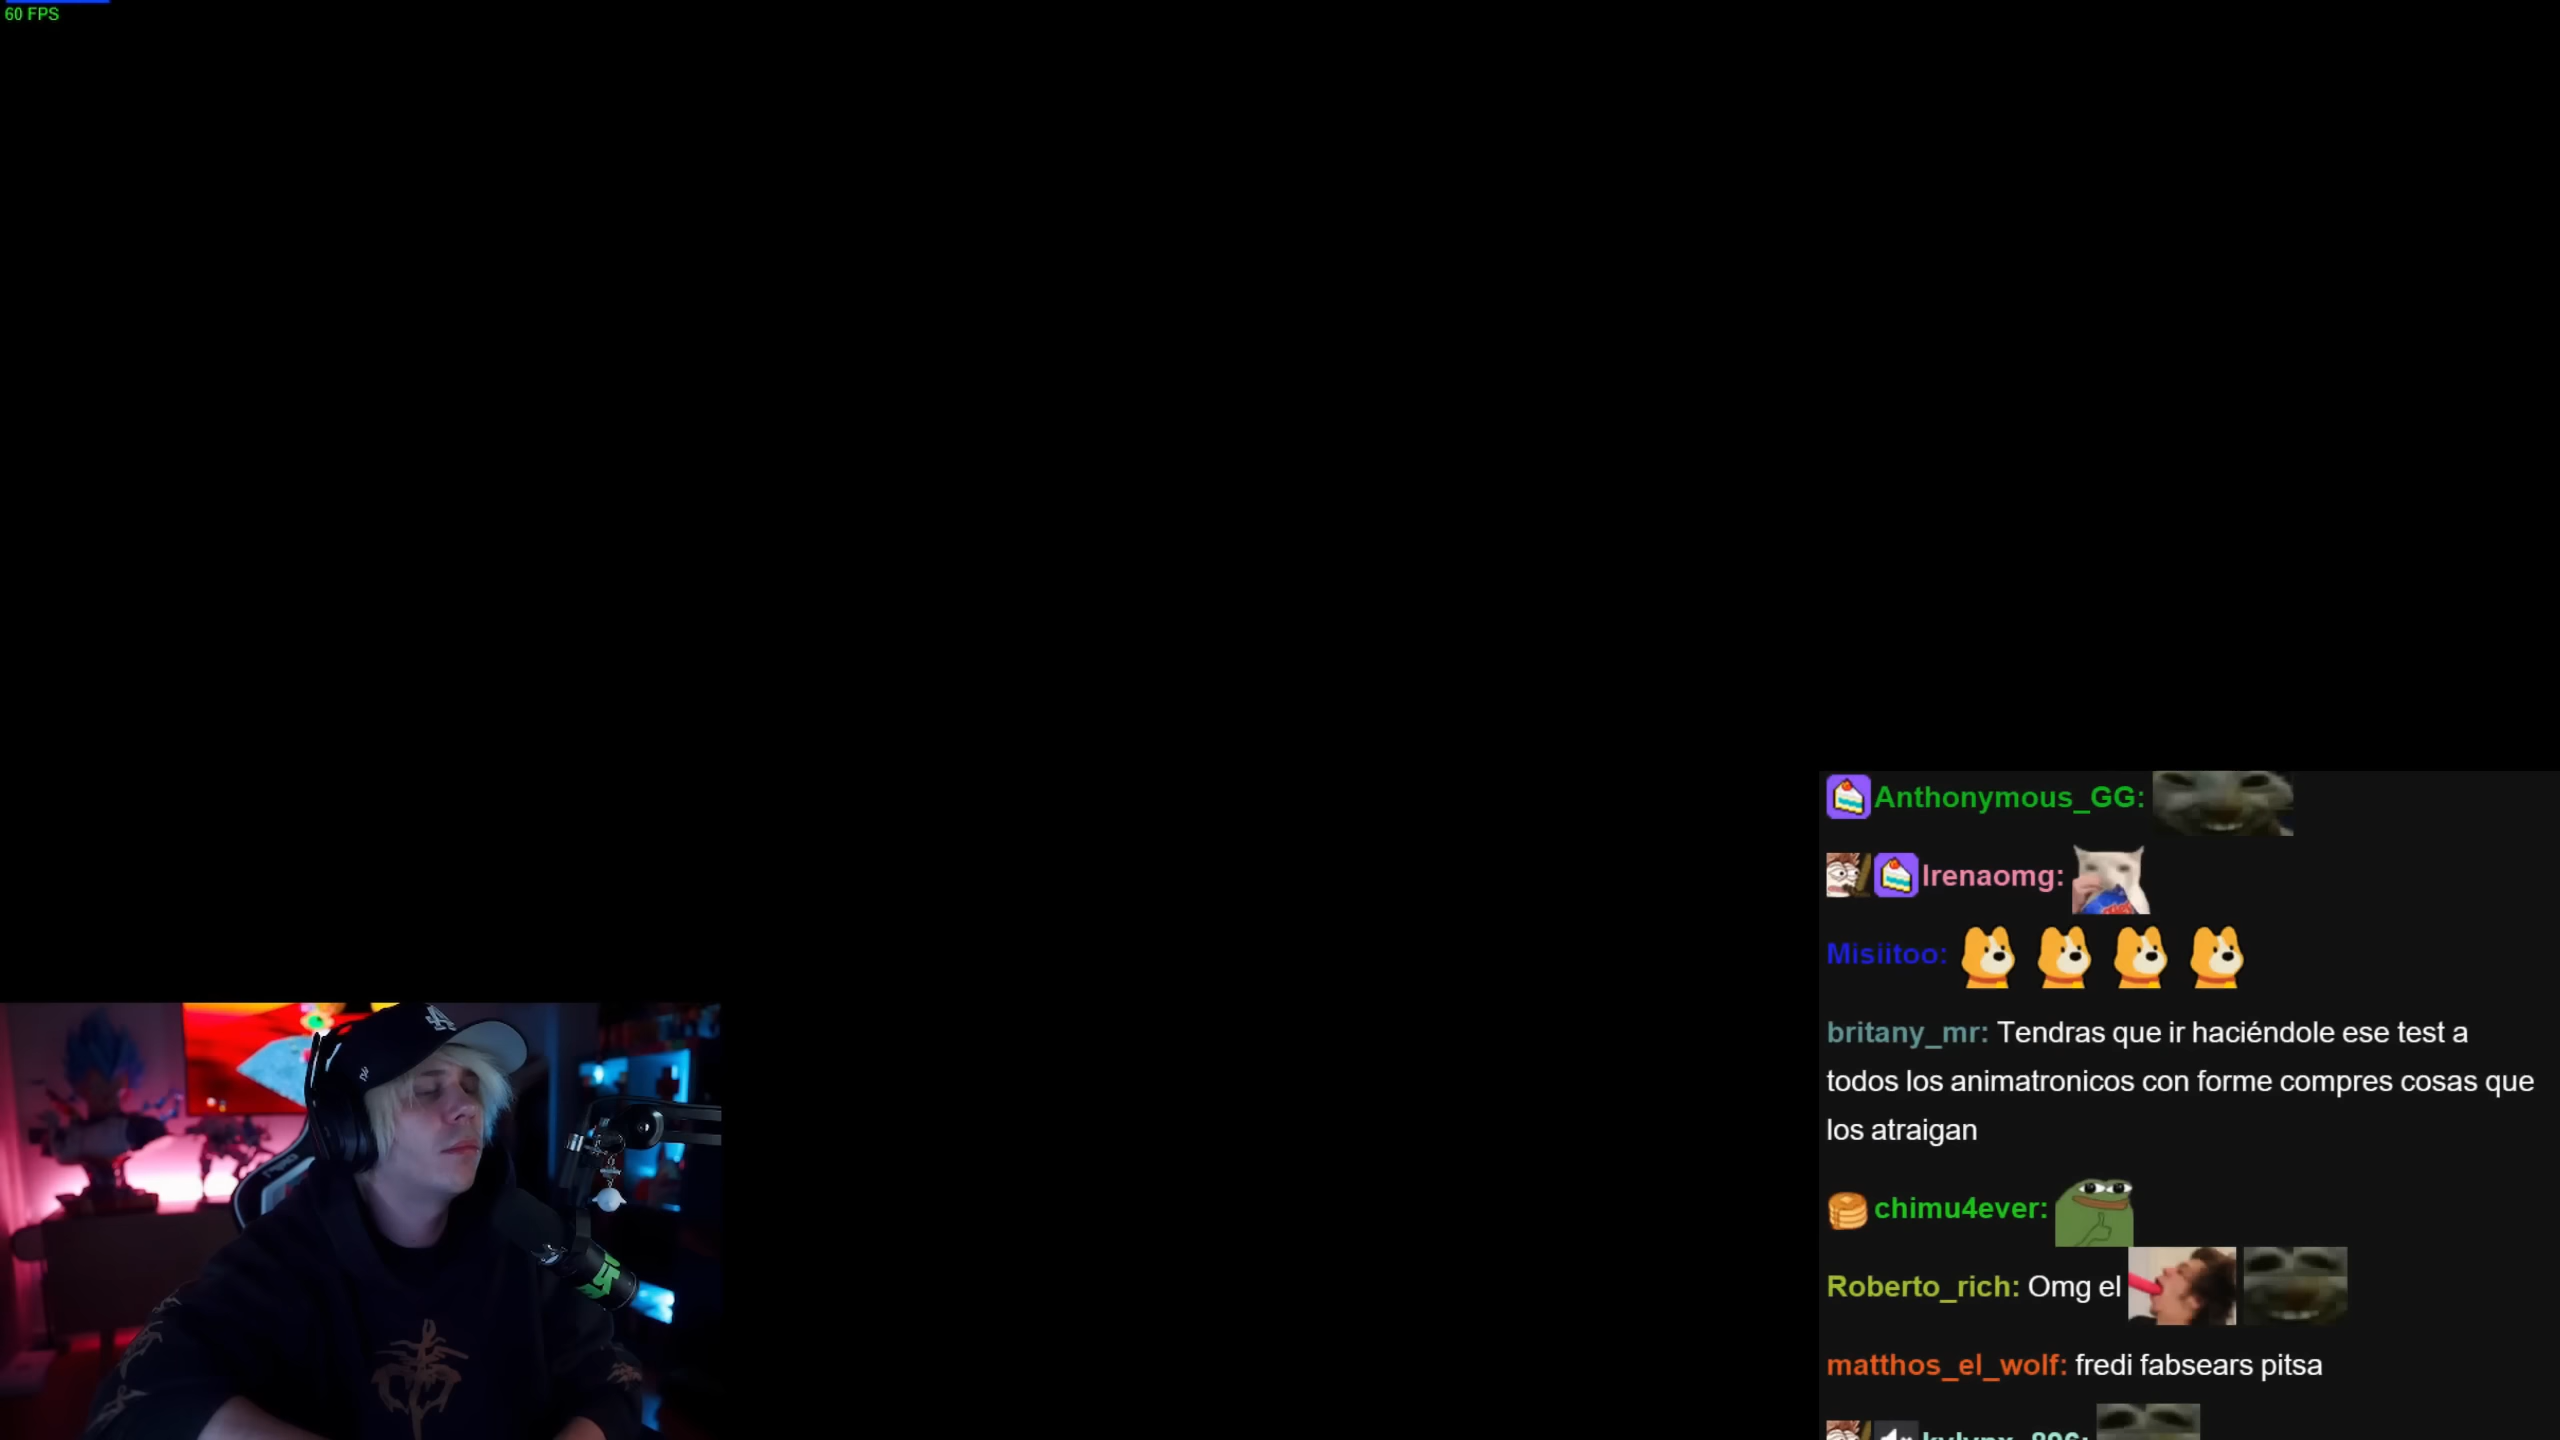 60 FPS
Anthonymous_GG:
Irenaomg:
Misiitoo:
britany_mr: Tendras que ir haciéndole ese test a
todos los animatronicos con forme compres cosas que
los atraigan
chimu4ever:
Roberto_rich: Omg el
matthos_el_wolf: fredi fabsears pitsa